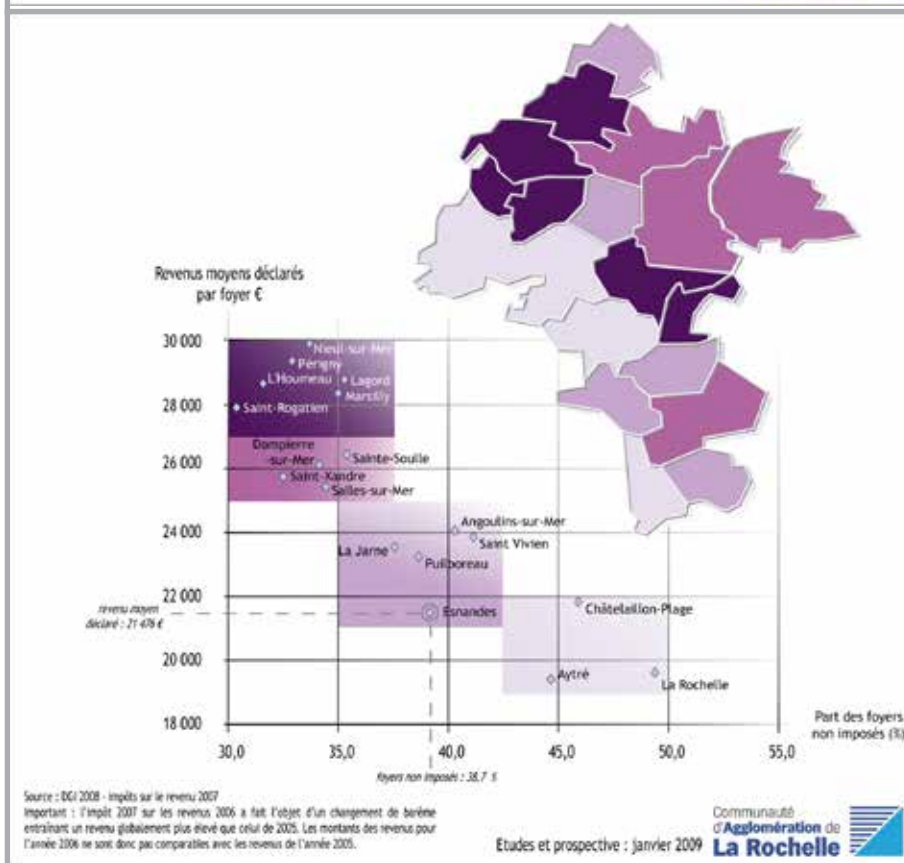 Revenus moyens déclarés
par foyer €
30 000
28 000
26 000
24 000
22 000
20 000
18 000
Nieul-sur-Mer
Périgny
L'Houmeau
Lagord
Marsilly
Saint-Rogatien
Dompierre
-sur-Mer
Sainte-Soulle
Saint-Xandre
Salles-sur-Mer
Angoulins-sur-Mer
Saint Vivien
La Jarne
Puilboreau
Esnandes
revenu moyen
déclaré : 21 476 €
Châtelaillon-Plage
Aytré
La Rochelle
30,0
35,0
40,0
45,0
50,0
55,0
Part des foyers
non imposés (%)
foyers non imposés : 38,7 %
Source : DGI 2008 - impôts sur le revenu 2007
Important : l'impôt 2007 sur les revenus 2006 a fait l'objet d'un changement de barème
entraînant un revenu globalement plus élevé que celui de 2005. Les montants des revenus pour
l'année 2006 ne sont donc pas comparables avec les revenus de l'année 2005.
Etudes et prospective : janvier 2009
Communauté
d'Agglomération de
La Rochelle